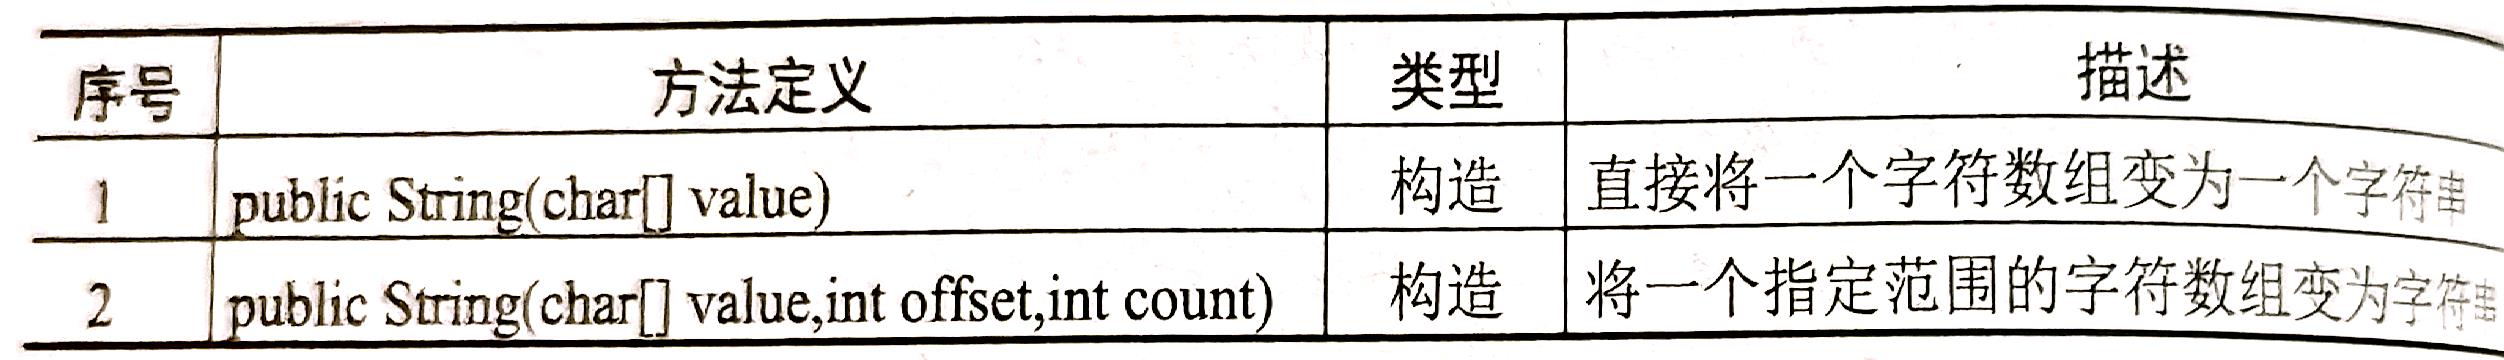 序号 方法定义 类型 描述
1 public String(char[] value) 构造 直接将一个字符数组变为一个字符串
2 public String(char[] value,int offset,int count) 构造 将一个指定范围的字符数组变为字符串